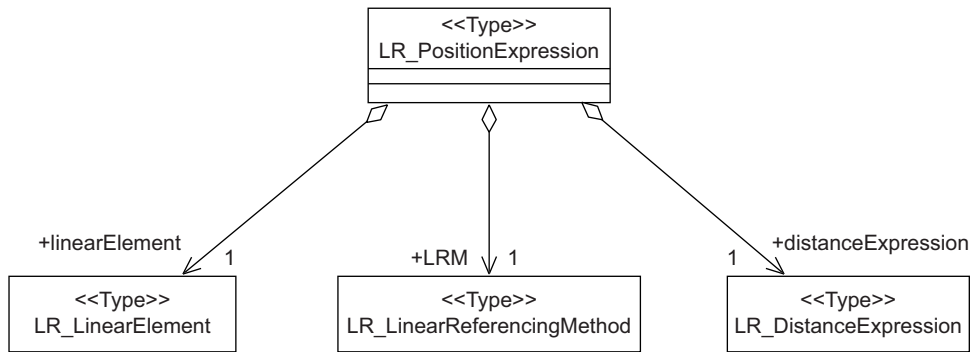 <<Type>>
LR_PositionExpression
+linearElement
1
+LRM
1
+distanceExpression
1
<<Type>>
LR_LinearElement
<<Type>>
LR_LinearReferencingMethod
<<Type>>
LR_DistanceExpression